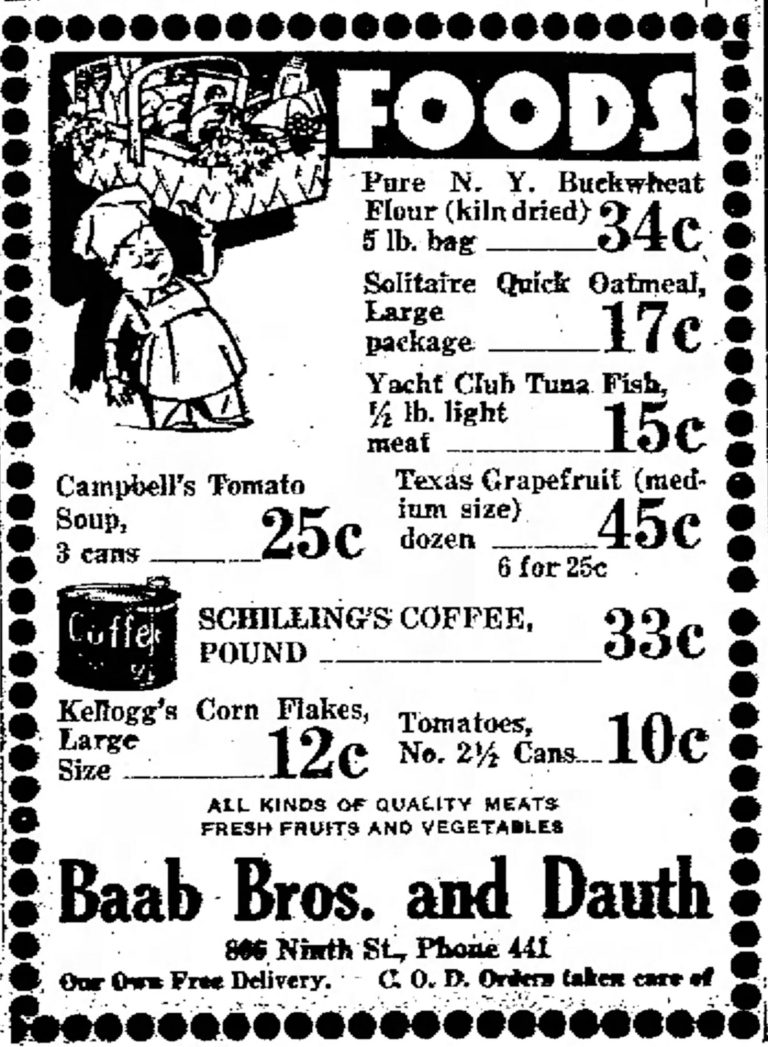 FOODS
Pure N. Y. Buckwheat
Flour (kiln dried)
5 lb. bag 34c
Solitaire Quick Oatmeal,
Large
package 17c
Yacht Club Tuna Fish,
½ lb. light
meat 15c
Campbell's Tomato
Soup,
3 cans 25c
Texas Grapefruit (med-
ium size)
dozen 45c
6 for 25c
Coffee
SCHILLING'S COFFEE,
POUND 33c
Kellogg's Corn Flakes,
Large
Size 12c
Tomatoes,
No. 2½ Cans 10c
ALL KINDS OF QUALITY MEATS
FRESH FRUITS AND VEGETABLES
Baab Bros. and Dauth
Ninth St., Phone 441
Our Own Free Delivery. C. O. D. Orders taken care of